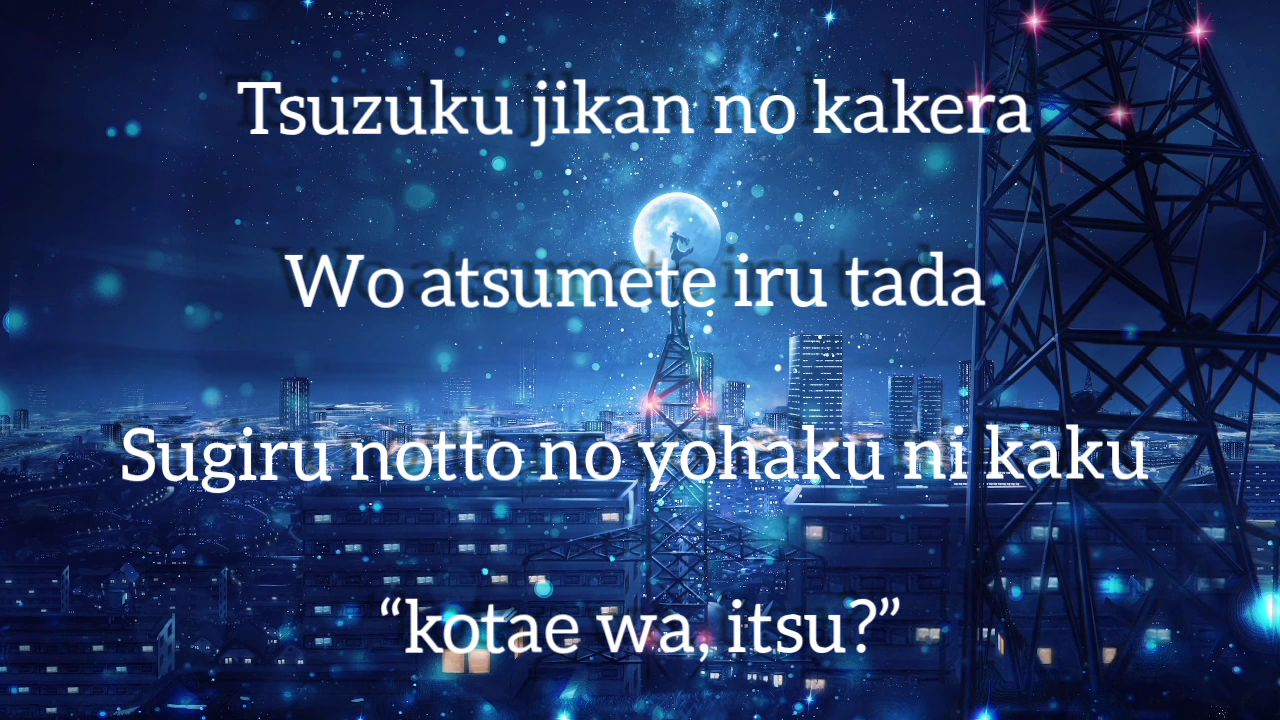 Tsuzuku jikan no kakera
Wo atsumete iru tada
Sugiru notto no yohaku ni kaku
“kotae wa, itsu?”